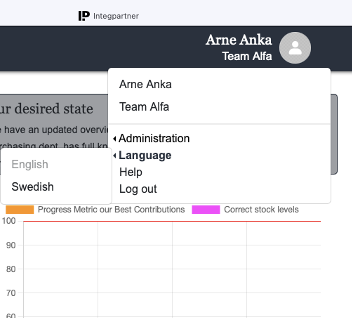 Integpartner
Arne Anka
Team Alfa
Arne Anka
Team Alfa
ur desired state
have an updated overvi
rchasing dept. has full kn
Administration
Language
Help
Log out
English
Swedish
Progress Metric our Best Contributions
Correct stock levels
100
90
80
70
60